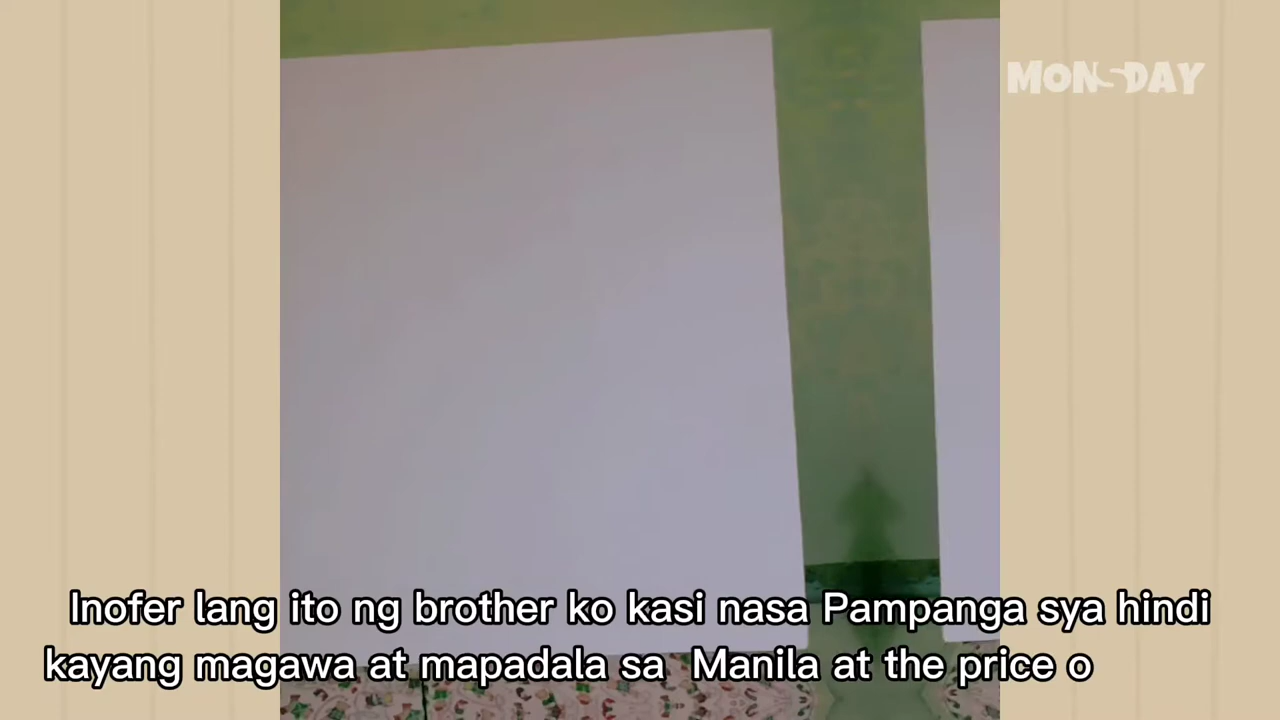 MONSDAY
Inofer lang ito ng brother ko kasi nasa Pampanga sya hindi
kayang magawa at mapadala sa Manila at the price o